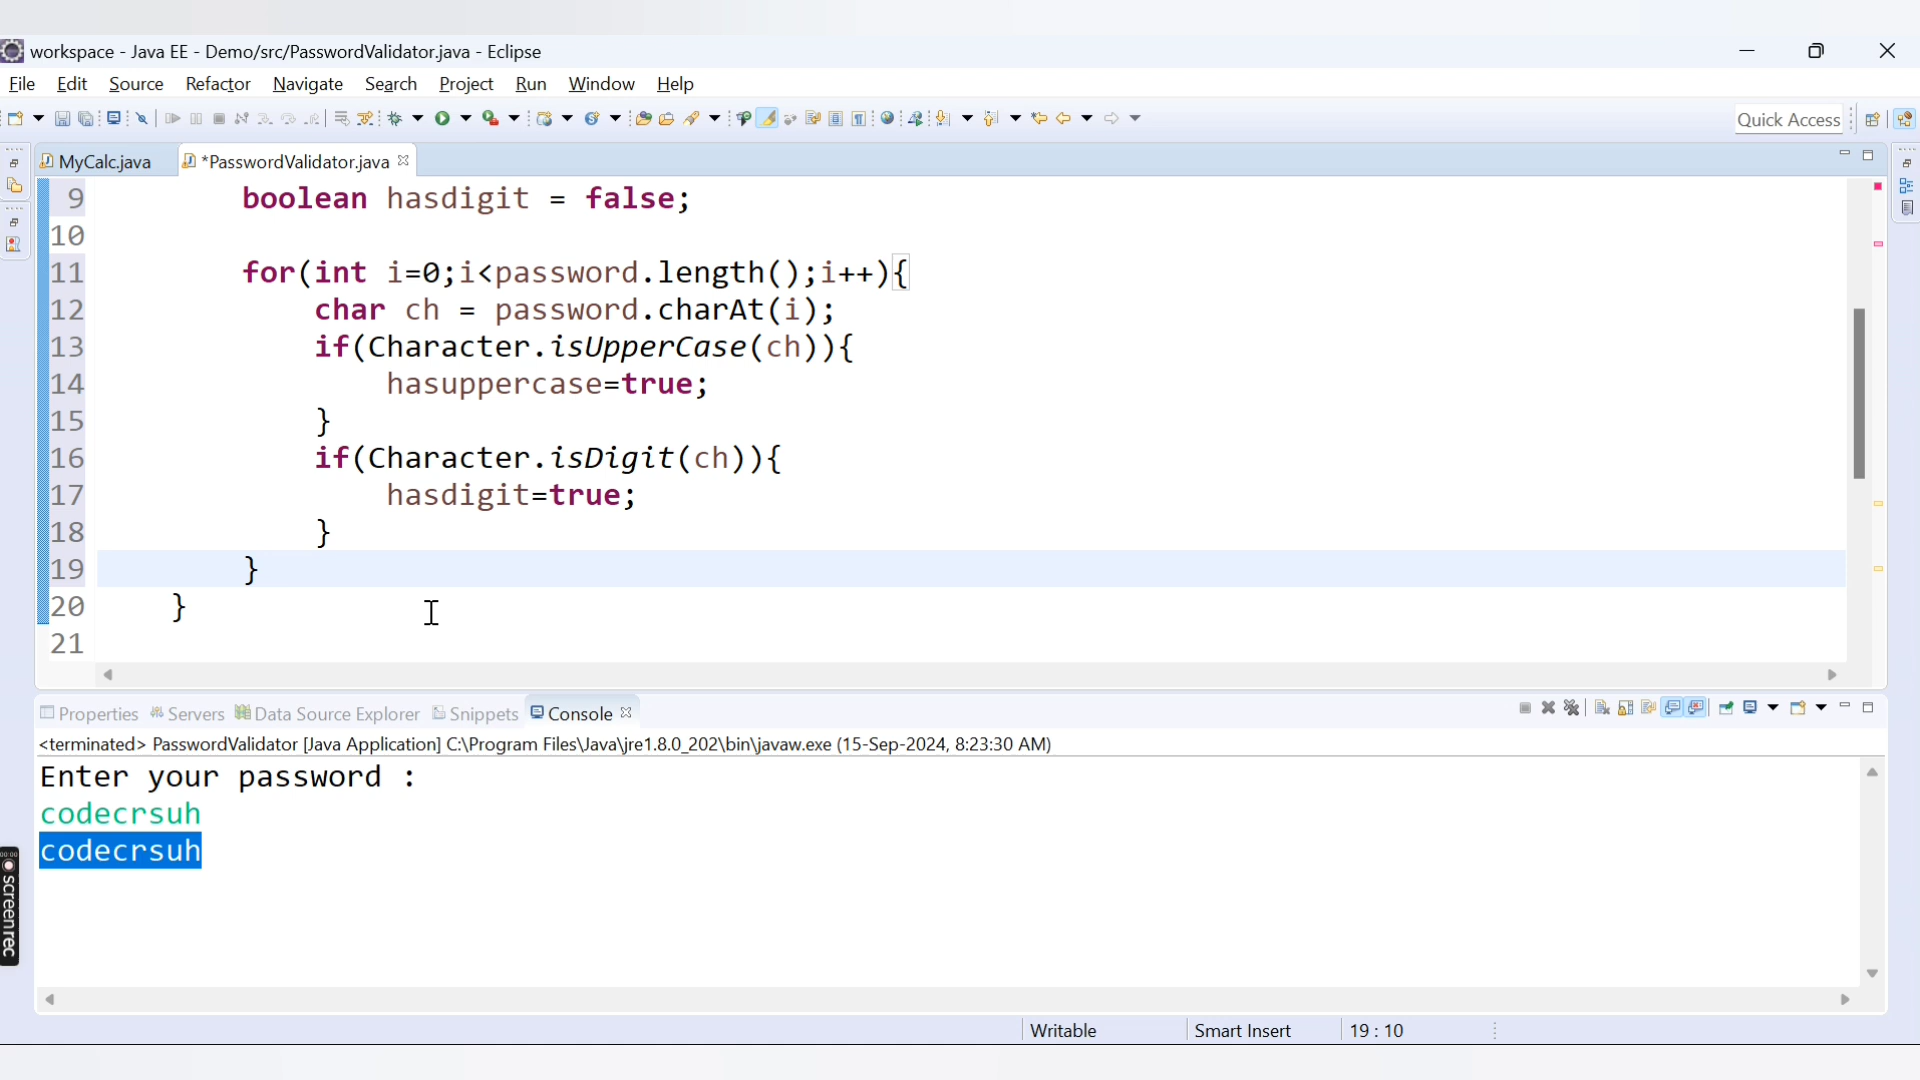 workspace - Java EE - Demo/src/PasswordValidator.java - Eclipse
File Edit Source Refactor Navigate Search Project Run Window Help
Quick Access
MyCalc.java *PasswordValidator.java
9 boolean hasdigit = false;
10
11 for(int i=0;i<password.length();i++){
12 char ch = password.charAt(i);
13 if(Character.isUpperCase(ch)){
14 hasuppercase=true;
15 }
16 if(Character.isDigit(ch)){
17 hasdigit=true;
18 }
19 }
20 }
21
Properties Servers Data Source Explorer Snippets Console
<terminated> PasswordValidator [Java Application] C:\Program Files\Java\jre1.8.0_202\bin\javaw.exe (15-Sep-2024, 8:23:30 AM)
Enter your password :
codecrsuh
codecrsuh
00:00
screenrec
Writable Smart Insert 19 : 10